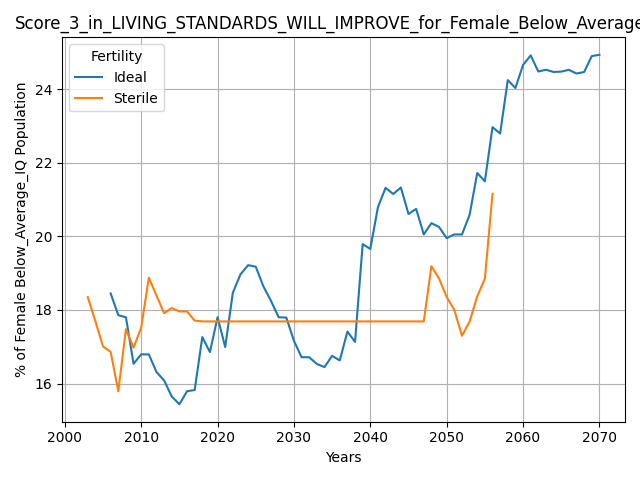 Score_3_in_LIVING_STANDARDS_WILL_IMPROVE_for_Female_Below_Average
Fertility
Ideal
Sterile
% of Female Below_Average_IQ Population
24
22
20
18
16
2000 2010 2020 2030 2040 2050 2060 2070
Years